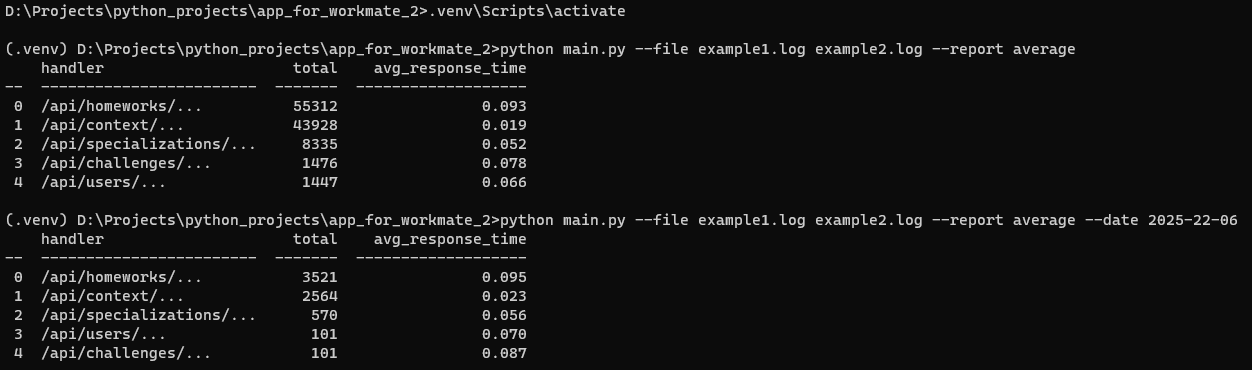 D:\Projects\python_projects\app_for_workmate_2>.venv\Scripts\activate
(.venv) D:\Projects\python_projects\app_for_workmate_2>python main.py --file example1.log example2.log --report average
    handler                     total    avg_response_time
--  ------------------------  -------  -------------------
 0  /api/homeworks/...          55312                0.093
 1  /api/context/...            43928                0.019
 2  /api/specializations/...     8335                0.052
 3  /api/challenges/...          1476                0.078
 4  /api/users/...               1447                0.066
(.venv) D:\Projects\python_projects\app_for_workmate_2>python main.py --file example1.log example2.log --report average --date 2025-22-06
    handler                     total    avg_response_time
--  ------------------------  -------  -------------------
 0  /api/homeworks/...           3521                0.095
 1  /api/context/...             2564                0.023
 2  /api/specializations/...      570                0.056
 3  /api/users/...                101                0.070
 4  /api/challenges/...           101                0.087